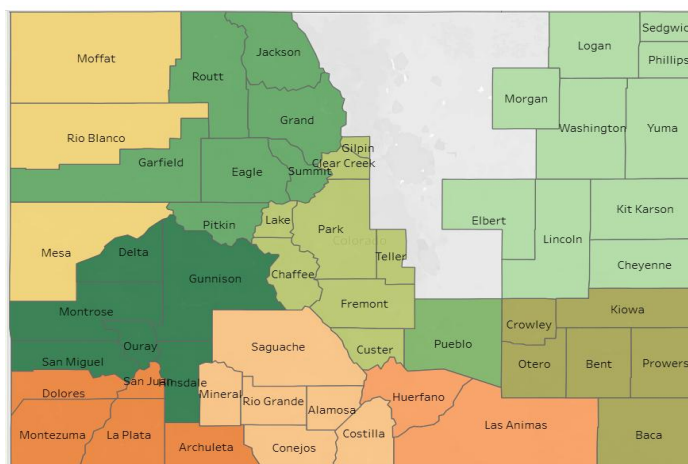 Sedgwic
Jackson
Logan
Moffat
Phillips
Routt
Morgan
Grand
Washington
Yuma
Rio Blanco
Gilpin
Garfield
Clear Creek
Eagle
Summit
Kit Karson
Elbert
Lake
Pitkin
Park
Lincoln
Colorado
Mesa
Delta
Teller
Cheyenne
Chaffee
Gunnison
Fremont
Kiowa
Montrose
Crowley
Ouray
Saguache
Custer
Pueblo
San Miguel
Otero
Bent
Prowers
San Juan
Hinsdale
Dolores
Mineral
Rio Grande
Huerfano
Alamosa
Las Animas
Montezuma
La Plata
Costilla
Baca
Archuleta
Conejos